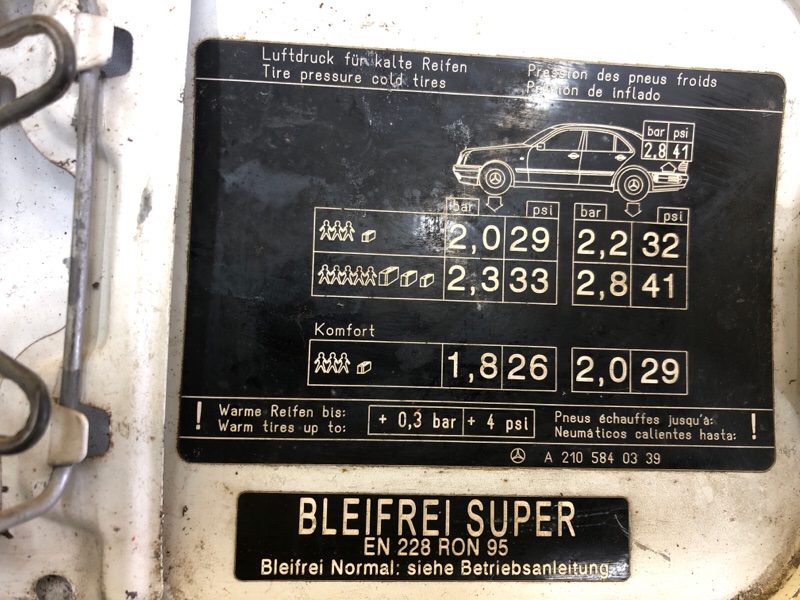 Luftdruck für kalte Reifen
Tire pressure cold tires
Pression des pneus froids
Presión de inflado
bar psi
2,8 41
bar psi bar psi
2,0 29 2,2 32
2,3 33 2,8 41
Komfort
1,8 26 2,0 29
! Warme Reifen bis:
Warm tires up to:
+ 0,3 bar + 4 psi
Pneus échauffes jusqu'á:
Neumáticos calientes hasta: !
A 210 584 03 39
BLEIFREI SUPER
EN 228 RON 95
Bleifrei Normal: siehe Betriebsanleitung